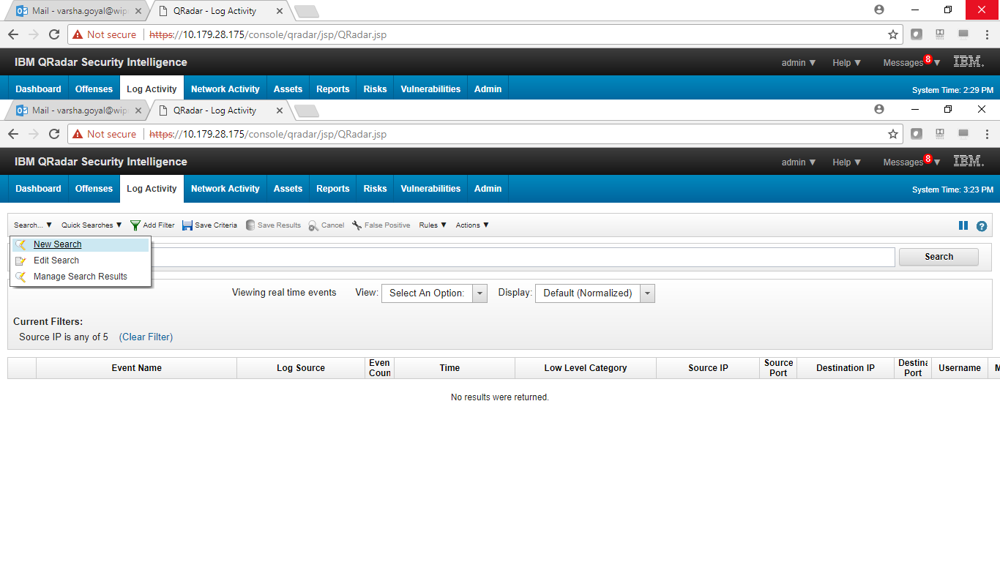 Mail - varsha.goyal@wip QRadar - Log Activity
Not secure https://10.179.28.175/console/qradar/jsp/QRadar.jsp
IBM QRadar Security Intelligence admin ▼ Help ▼ Messages 8 ▼ IBM.
Dashboard Offenses Log Activity Network Activity Assets Reports Risks Vulnerabilities Admin System Time: 2:29 PM
Mail - varsha.goyal@wip QRadar - Log Activity
Not secure https://10.179.28.175/console/qradar/jsp/QRadar.jsp
IBM QRadar Security Intelligence admin ▼ Help ▼ Messages 8 ▼ IBM.
Dashboard Offenses Log Activity Network Activity Assets Reports Risks Vulnerabilities Admin System Time: 3:23 PM
Search... ▼ Quick Searches ▼ Add Filter Save Criteria Save Results Cancel False Positive Rules ▼ Actions ▼ ?
New Search
Edit Search
Manage Search Results
Search
Viewing real time events View: Select An Option: Display: Default (Normalized)
Current Filters:
Source IP is any of 5 (Clear Filter)
Event Name Log Source Even Coun Time Low Level Category Source IP Source Port Destination IP Destina Port Username M
No results were returned.